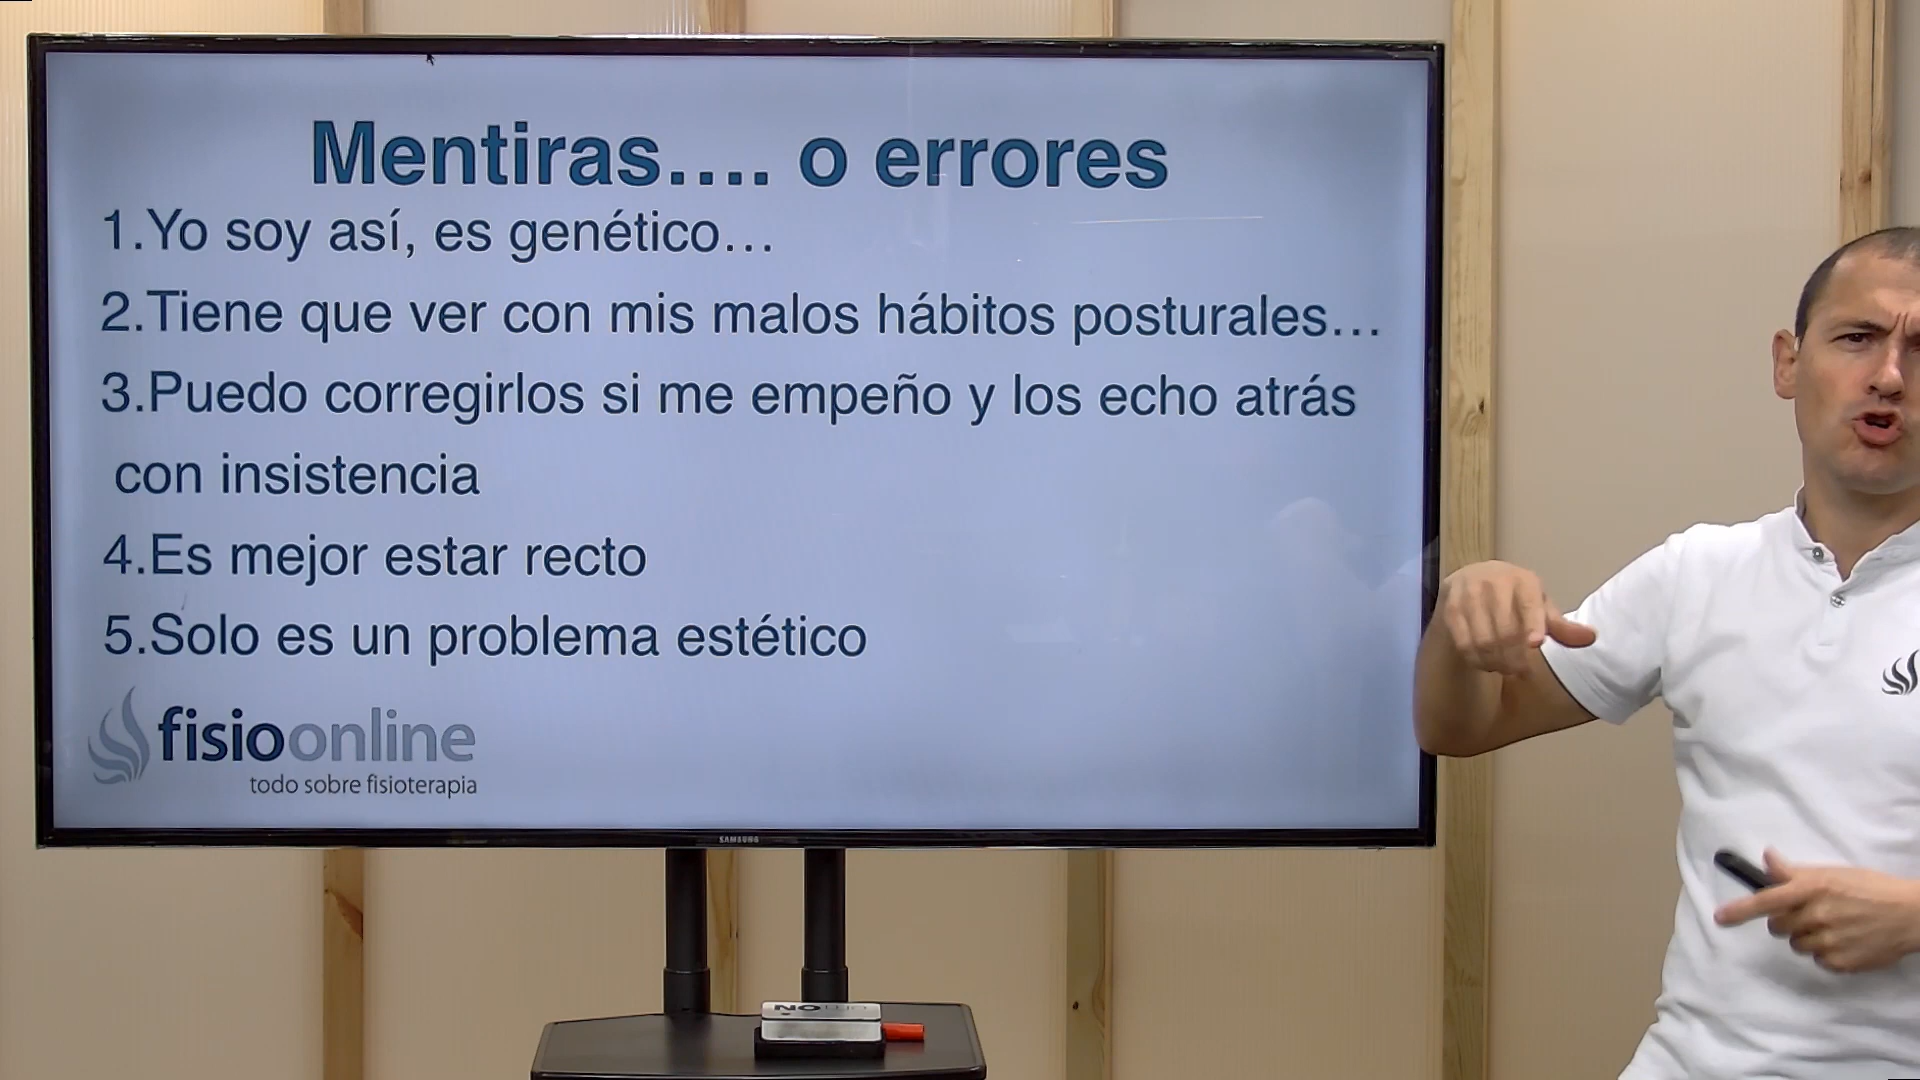 Mentiras.... o errores
1.Yo soy así, es genético...
2.Tiene que ver con mis malos hábitos posturales...
3.Puedo corregirlos si me empeño y los echo atrás
con insistencia
4.Es mejor estar recto
5.Solo es un problema estético
fisioonline
todo sobre fisioterapia
SAMSUNG